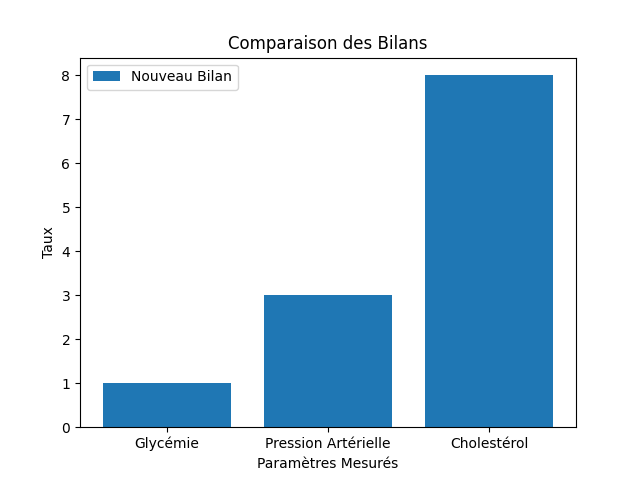 Comparaison des Bilans
Nouveau Bilan
8
7
6
5
4
3
2
1
0
Taux
Glycémie Pression Artérielle Cholestérol
Paramètres Mesurés